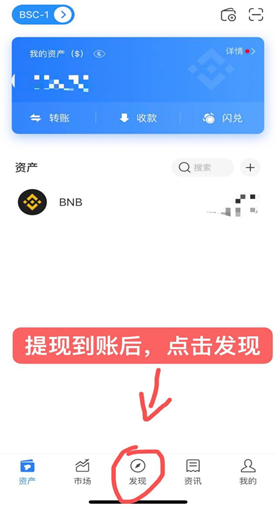 BSC-1
我的资产（$）
详情
转账
收款
闪兑
资产
搜索
BNB
提现到账后，点击发现
资产
市场
发现
资讯
我的